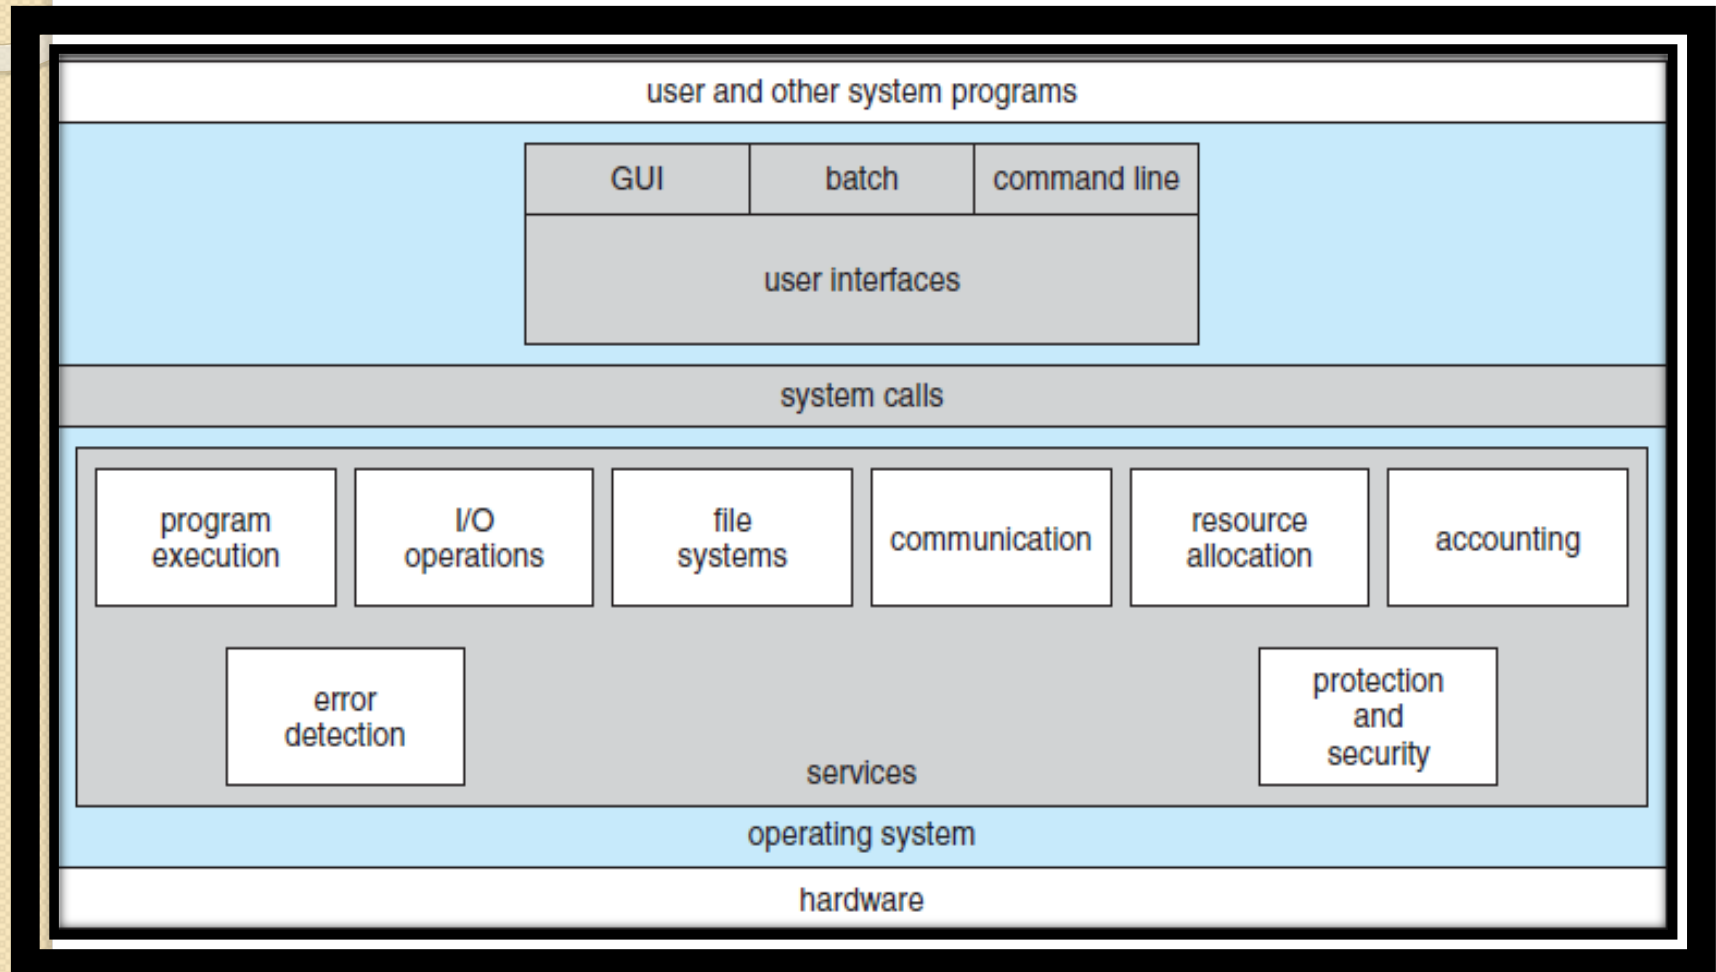 user and other system programs
GUI
batch
command line
user interfaces
system calls
program
execution
I/O
operations
file
systems
communication
resource
allocation
accounting
error
detection
protection
and
security
services
operating system
hardware